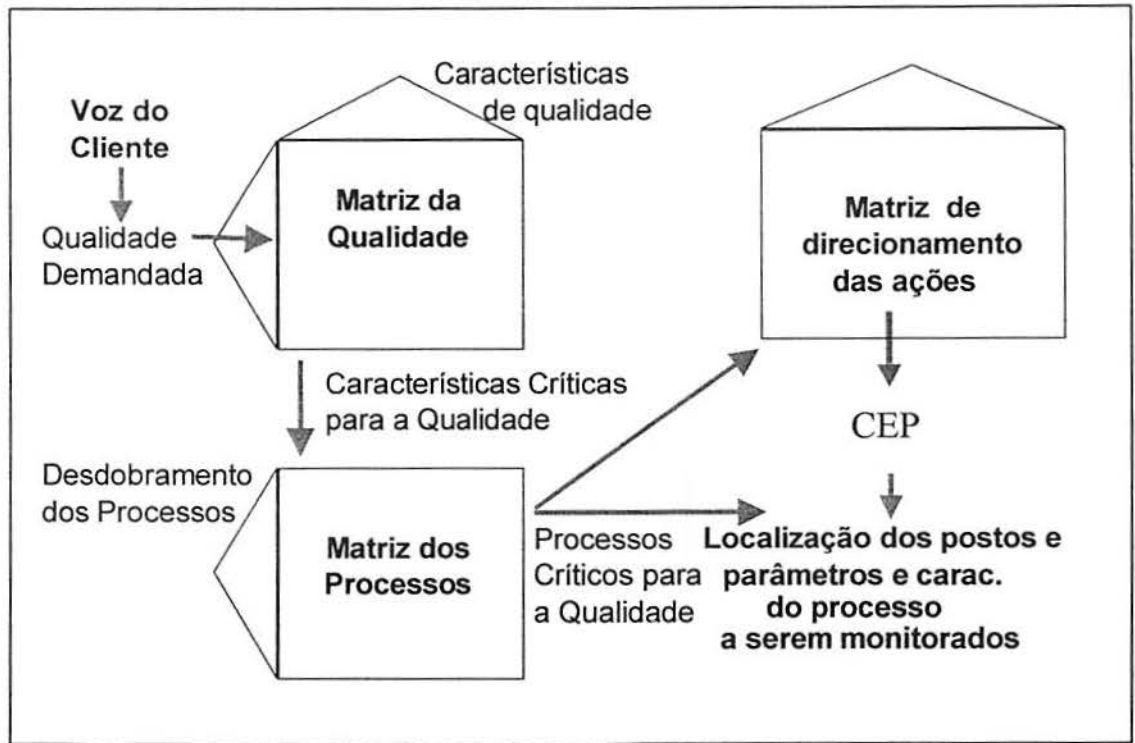 Características
de qualidade
Voz do
Cliente
Qualidade
Demandada
Matriz da
Qualidade
Matriz de
direcionamento
das ações
Características Críticas
para a Qualidade
CEP
Desdobramento
dos Processos
Matriz dos
Processos
Processos
Críticos para
a Qualidade
Localização dos postos e
parâmetros e carac.
do processo
a serem monitorados